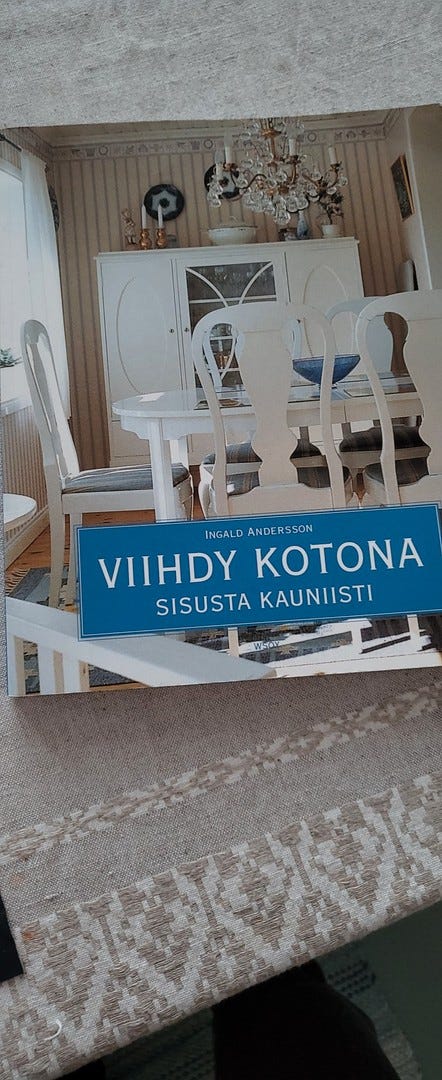 INGALD ANDERSSON
VIIHDY KOTONA
SISUSTA KAUNIISTI
WSOY